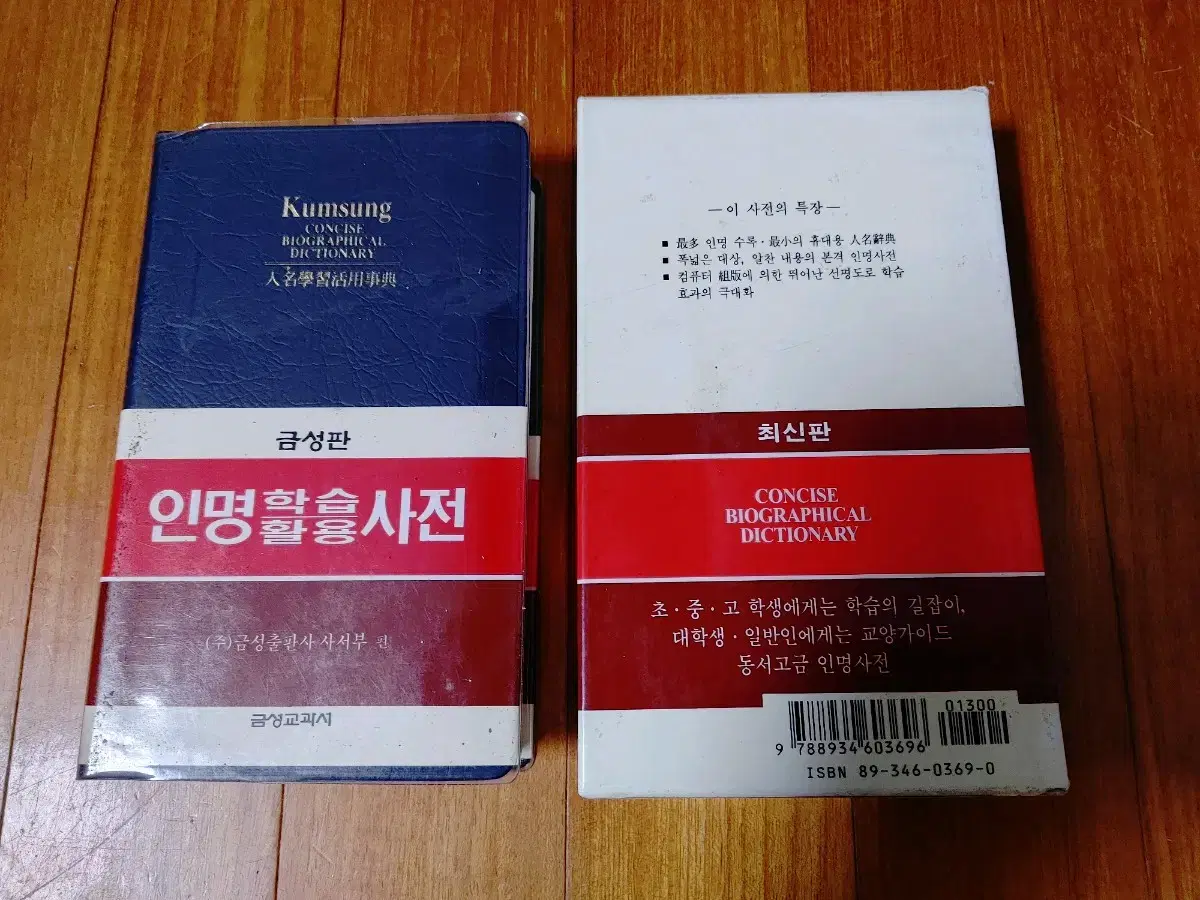 Kumsung
CONCISE
BIOGRAPHICAL
DICTIONARY
人名學習活用事典
금성판
인명 학습 활용 사전
(주)금성출판사 사서부 편
금성교과서
— 이 사전의 특장 —
■ 最多 인명 수록·最小의 휴대용 人名辭典
■ 폭넓은 대상, 알찬 내용의 본격 인명사전
■ 컴퓨터 組版에 의한 뛰어난 선명도로 학습
효과의 극대화
최신판
CONCISE
BIOGRAPHICAL
DICTIONARY
초·중·고 학생에게는 학습의 길잡이,
대학생·일반인에게는 교양가이드
동서고금 인명사전
01300
9 788934 603696
ISBN 89-346-0369-0